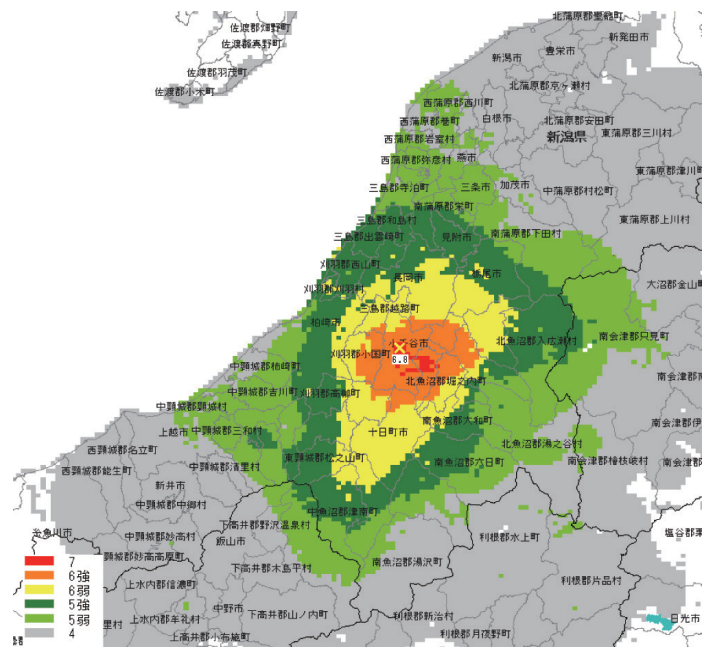 北蒲原郡聖籠町
佐渡郡畑野町
新発田市
佐渡郡真野町
豊栄市
新潟市
佐渡郡羽茂町
北蒲原郡京ヶ瀬村
佐渡郡小木町
西蒲原郡西川町
西蒲原郡巻町
白根市
北蒲原郡安田町
新潟県
東蒲原郡三川村
西蒲原郡岩室村
西蒲原郡弥彦村
燕市
東蒲原郡津川町
三島郡寺泊町
三条市
加茂市
中蒲原郡村松町
南蒲原郡栄町
三島郡和島村
東蒲原郡上川村
三島郡出雲崎町
見附市
南蒲原郡下田村
刈羽郡西山町
長岡市
栃尾市
刈羽郡刈羽村
大沼郡金山町
三島郡越路町
柏崎市
南会津郡只見町
小千谷市
北魚沼郡入広瀬村
刈羽郡小国町
6.8
中頸城郡柿崎町
北魚沼郡堀之内町
中頸城郡吉川町
刈羽郡高柳町
中頸城郡頸城村
南魚沼郡大和町
上越市
中頸城郡三和村
十日町市
北魚沼郡湯之谷村
西頸城郡名立町
東頸城郡松之山町
南魚沼郡六日町
南会津郡檜枝岐村
西頸城郡能生町
中頸城郡清里村
新井市
中頸城郡中郷村
中魚沼郡津南町
糸魚川市
下高井郡野沢温泉村
中頸城郡妙高村
利根郡水上町
飯山市
頸城郡妙高高原町
南魚沼郡湯沢町
下高井郡木島平村
上水内郡信濃町
利根郡片品村
中野市
下高井郡山ノ内町
上水内郡牟礼村
利根郡新治村
日光市
上高井郡小布施町
利根郡月夜野町
7
6強
6弱
5強
5弱
4